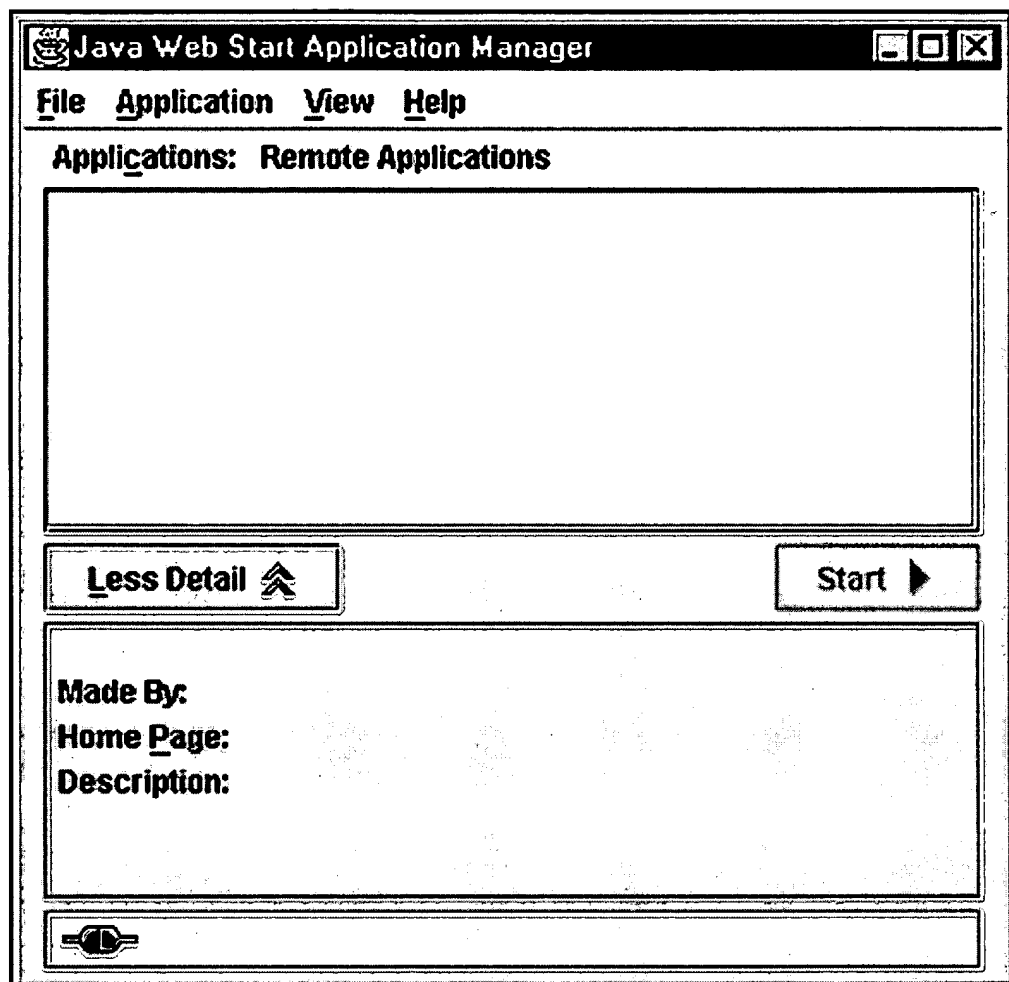 Java Web Start Application Manager
File Application View Help
Applications: Remote Applications
Less Detail Start
Made By:
Home Page:
Description: